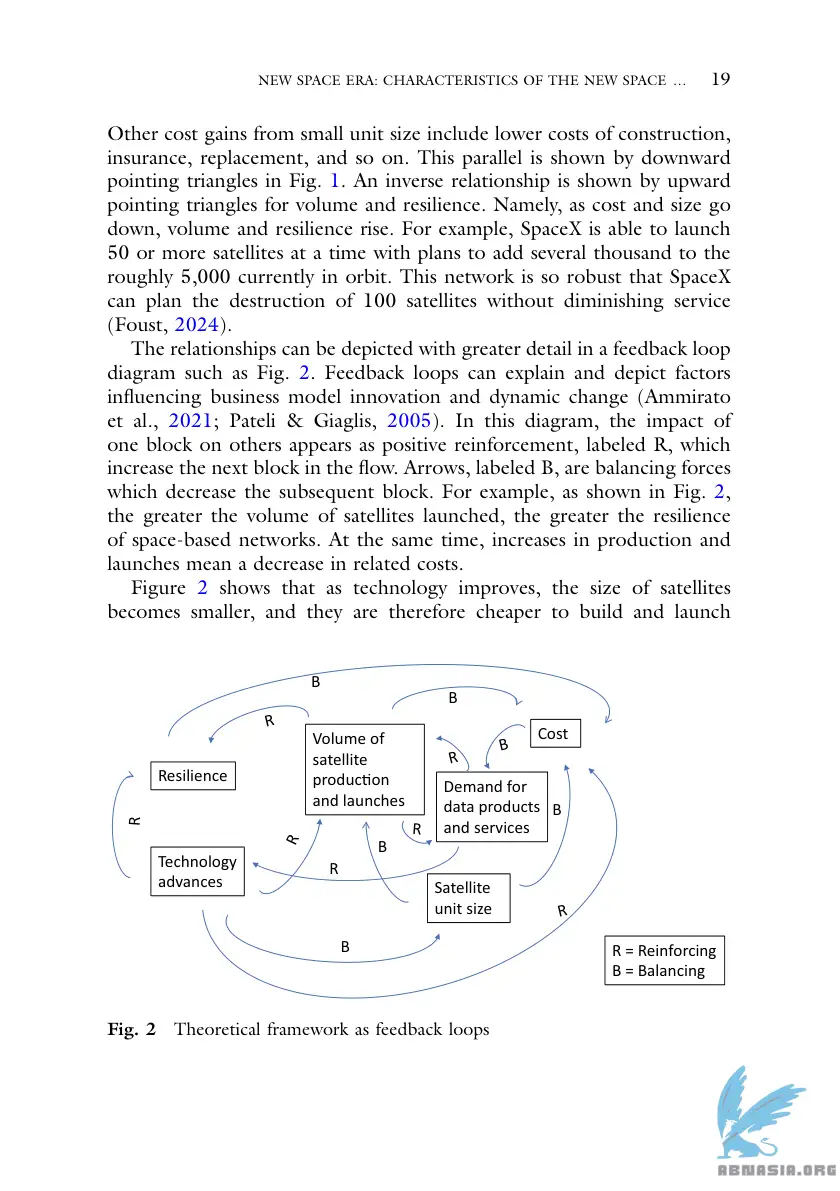 NEW SPACE ERA: CHARACTERISTICS OF THE NEW SPACE … 19
Other cost gains from small unit size include lower costs of construction,
insurance, replacement, and so on. This parallel is shown by downward
pointing triangles in Fig. 1. An inverse relationship is shown by upward
pointing triangles for volume and resilience. Namely, as cost and size go
down, volume and resilience rise. For example, SpaceX is able to launch
50 or more satellites at a time with plans to add several thousand to the
roughly 5,000 currently in orbit. This network is so robust that SpaceX
can plan the destruction of 100 satellites without diminishing service
(Foust, 2024).
The relationships can be depicted with greater detail in a feedback loop
diagram such as Fig. 2. Feedback loops can explain and depict factors
influencing business model innovation and dynamic change (Ammirato
et al., 2021; Pateli & Giaglis, 2005). In this diagram, the impact of
one block on others appears as positive reinforcement, labeled R, which
increase the next block in the flow. Arrows, labeled B, are balancing forces
which decrease the subsequent block. For example, as shown in Fig. 2,
the greater the volume of satellites launched, the greater the resilience
of space-based networks. At the same time, increases in production and
launches mean a decrease in related costs.
Figure 2 shows that as technology improves, the size of satellites
becomes smaller, and they are therefore cheaper to build and launch
B
B
R
Volume of
satellite
production
and launches
Cost
B
R
Resilience
Demand for
data products
and services
B
R
R
R
B
Technology
advances
R
Satellite
unit size
R
B
R = Reinforcing
B = Balancing
Fig. 2 Theoretical framework as feedback loops
ABNASIA.ORG